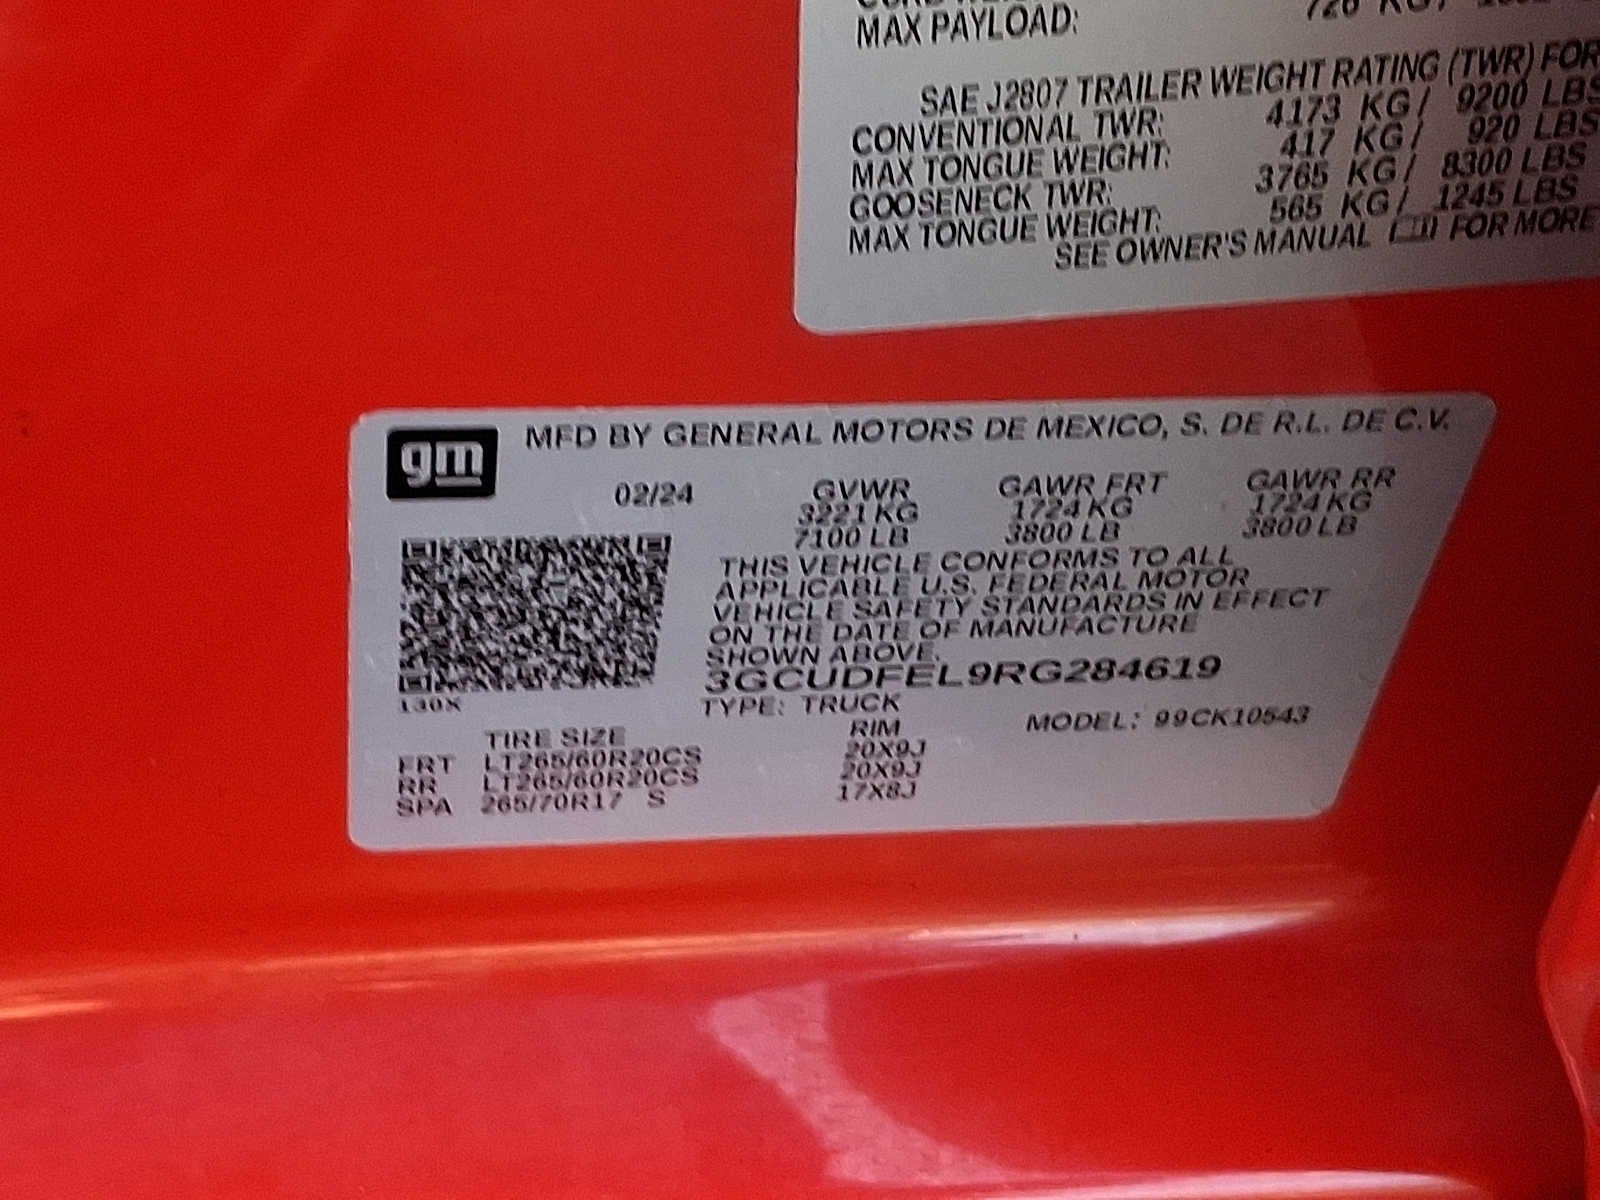 MAX PAYLOAD:
SAE J2807 TRAILER WEIGHT RATING (TWR) FOR
CONVENTIONAL TWR: 4173 KG/ 9200 LBS
MAX TONGUE WEIGHT: 417 KG/ 920 LBS
GOOSENECK TWR: 3765 KG/ 8300 LBS
MAX TONGUE WEIGHT: 565 KG/ 1245 LBS
SEE OWNER'S MANUAL FOR MORE
gm MFD BY GENERAL MOTORS DE MEXICO, S. DE R.L. DE C.V.
02/24 GVWR GAWR FRT GAWR RR
3221 KG 1724 KG 1724 KG
7100 LB 3800 LB 3800 LB
THIS VEHICLE CONFORMS TO ALL
APPLICABLE U.S. FEDERAL MOTOR
VEHICLE SAFETY STANDARDS IN EFFECT
ON THE DATE OF MANUFACTURE
SHOWN ABOVE.
3GCUDFEL9RG284619
130X
TYPE: TRUCK MODEL: 99CK10543
TIRE SIZE RIM
FRT LT265/60R20CS 20X9J
RR LT265/60R20CS 20X9J
SPA 265/70R17 S 17X8J